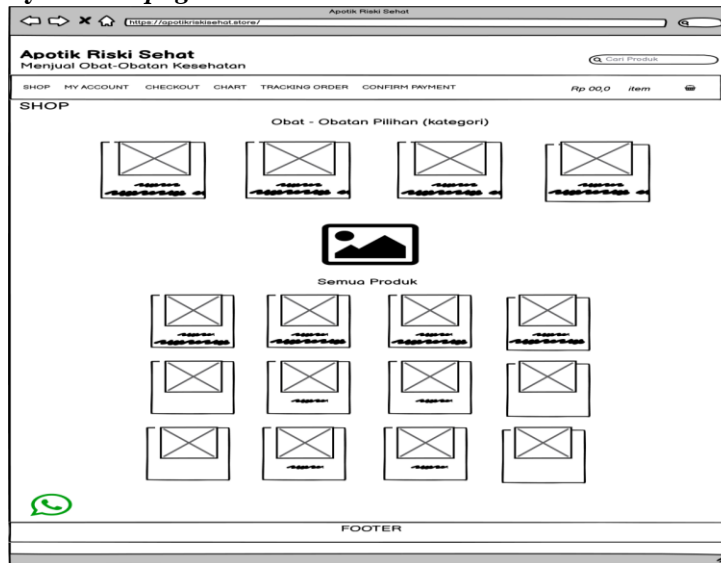 Apotik Riski Sehat
https://apotikriskisehat.store/
Apotik Riski Sehat
Menjual Obat-Obatan Kesehatan
Cari Produk
SHOP MY ACCOUNT CHECKOUT CHART TRACKING ORDER CONFIRM PAYMENT Rp 00,0 item
SHOP
Obat - Obatan Pilihan (kategori)
Semua Produk
FOOTER